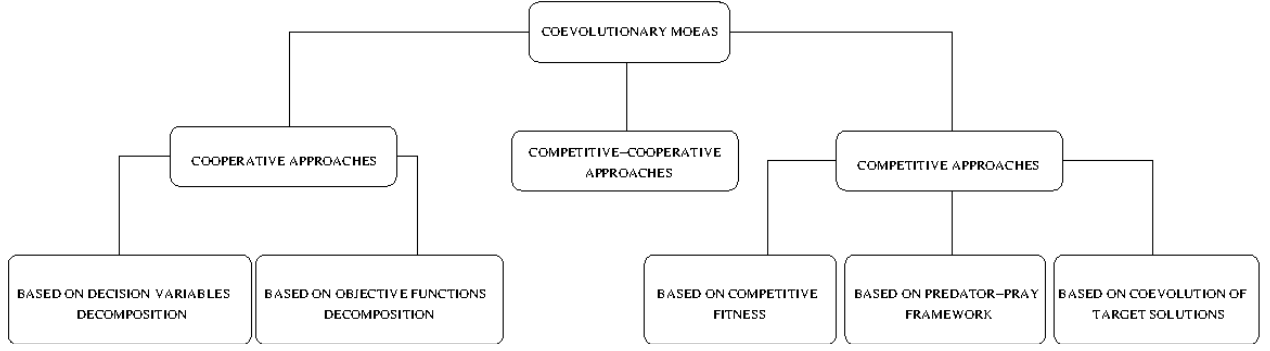 COEVOLUTIONARY MOEAS
COOPERATIVE APPROACHES
COMPETITIVE–COOPERATIVE
APPROACHES
COMPETITIVE APPROACHES
BASED ON DECISION VARIABLES
DECOMPOSITION
BASED ON OBJECTIVE FUNCTIONS
DECOMPOSITION
BASED ON COMPETITIVE
FITNESS
BASED ON PREDATOR–PRAY
FRAMEWORK
BASED ON COEVOLUTION OF
TARGET SOLUTIONS